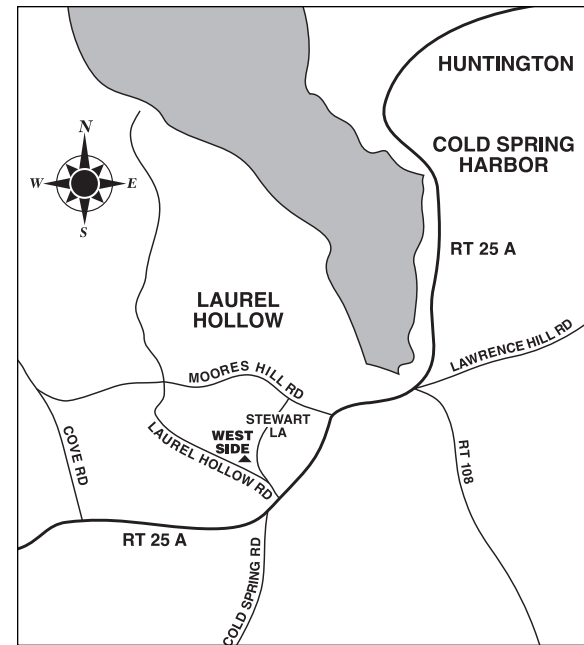 HUNTINGTON
COLD SPRING
HARBOR
N
W
E
S
RT 25 A
LAUREL
HOLLOW
LAWRENCE HILL RD
MOORES HILL RD
STEWART
LA
WEST
SIDE
LAUREL HOLLOW RD
COVE RD
RT 108
RT 25 A
COLD SPRING RD